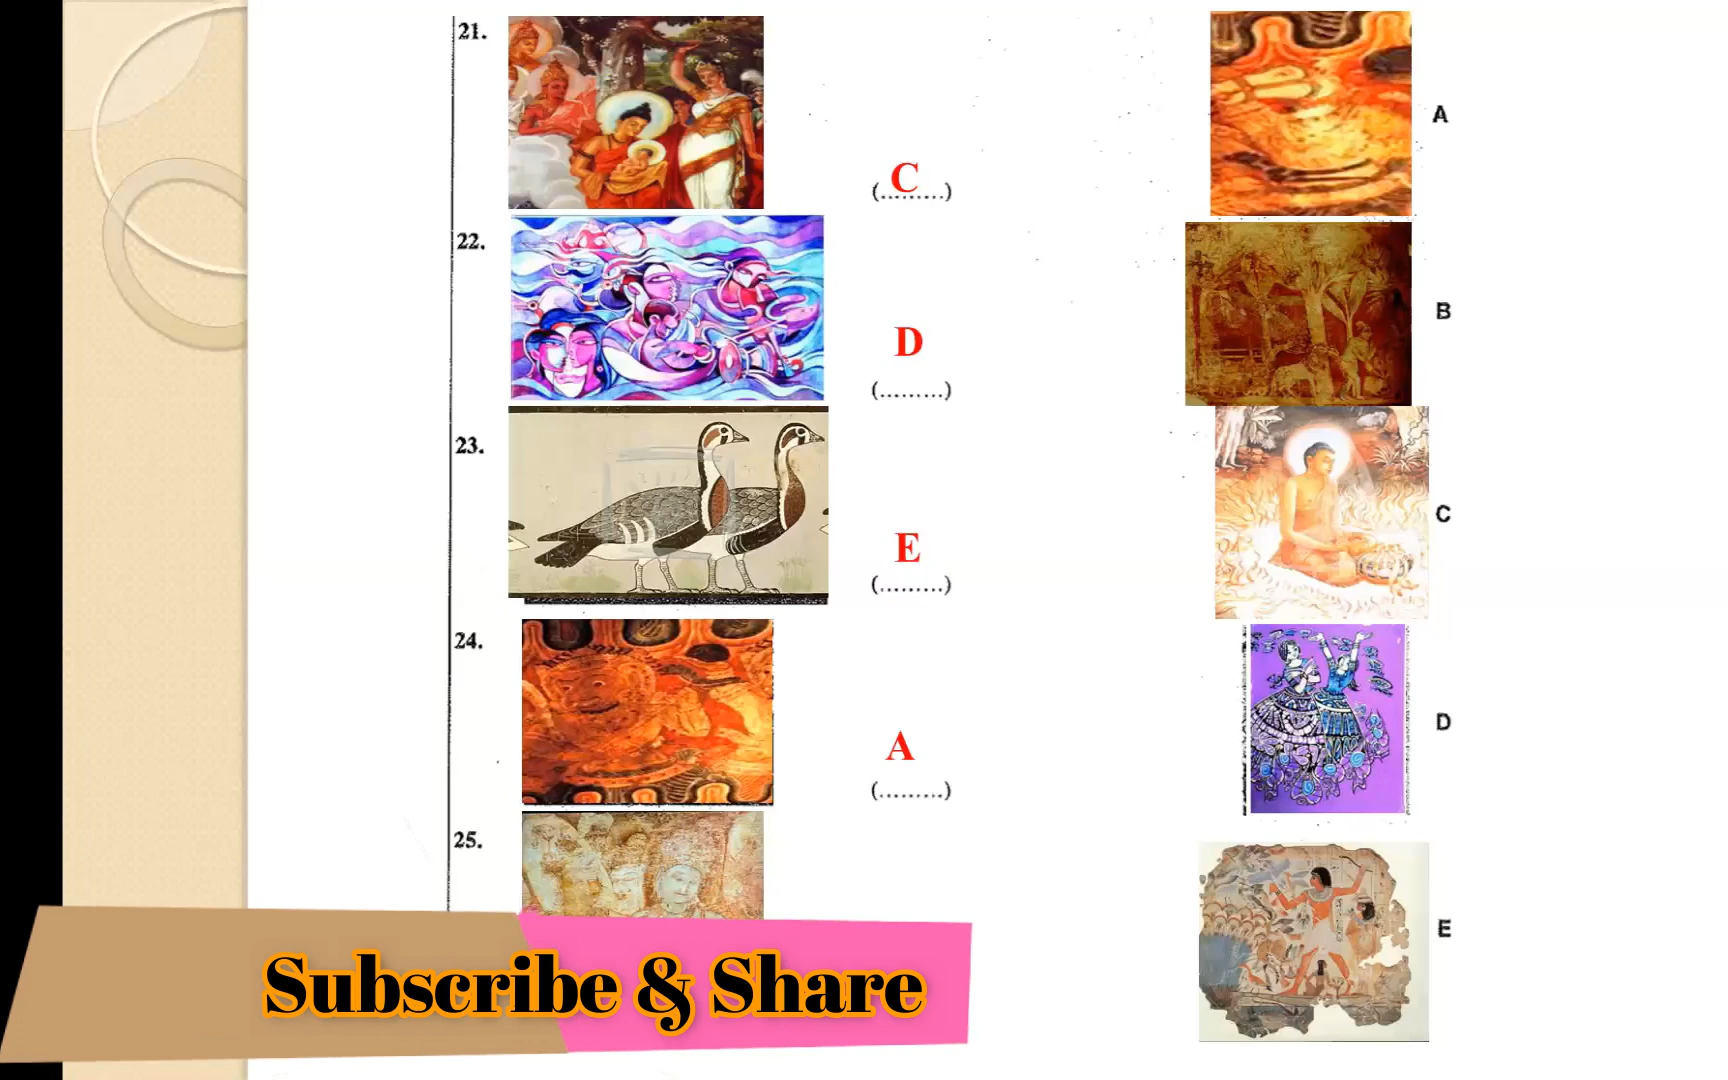 21.
(.........)
C
A
22.
D
(.........)
B
23.
E
(.........)
C
24.
A
(.........)
D
25.
E
Subscribe & Share